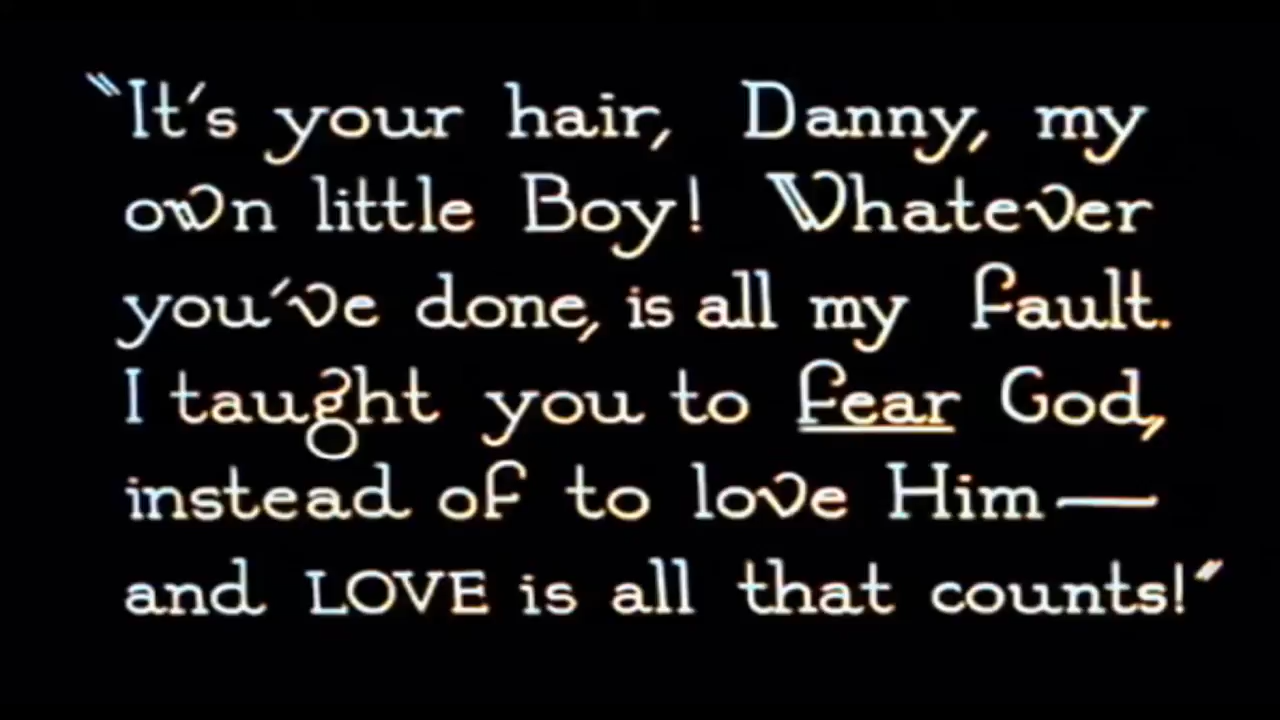 "It's your hair, Danny, my
own little Boy! Whatever
you've done, is all my fault.
I taught you to fear God,
instead of to love Him—
and LOVE is all that counts!"